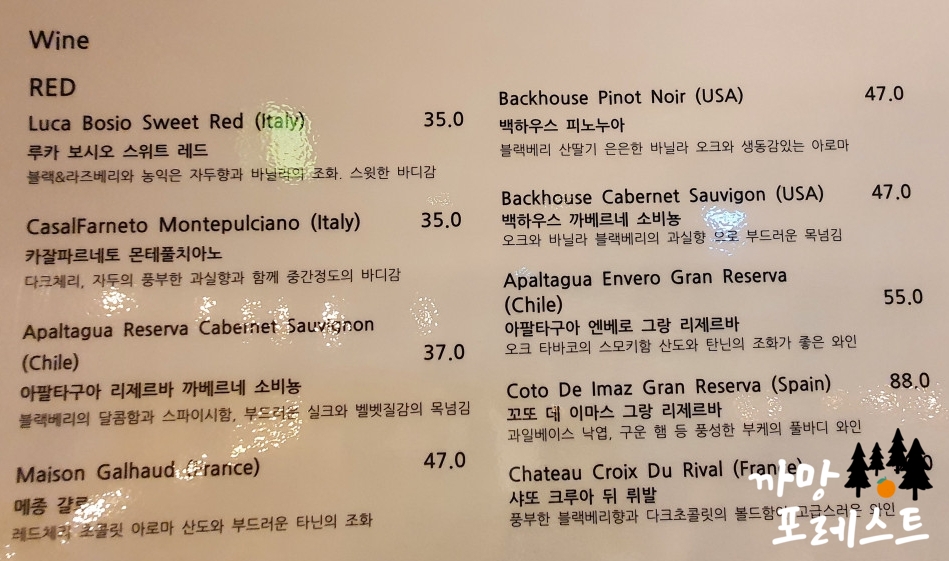 Wine
RED
Luca Bosio Sweet Red (Italy) 35.0
루카 보시오 스위트 레드
블랙&라즈베리와 농익은 자두향과 바닐라의 조화. 스윗한 바디감
CasalFarneto Montepulciano (Italy) 35.0
카잘파르네토 몬테풀치아노
다크체리, 자두의 풍부한 과실향과 함께 중간정도의 바디감
Apaltagua Reserva Cabernet Sauvignon
(Chile) 37.0
아팔타구아 리제르바 까베르네 소비뇽
블랙베리의 달콤함과 스파이시함, 부드러운 실크와 벨벳질감의 목넘김
Maison Galhaud (France) 47.0
메종 걀로
레드체리 초콜릿 아로마 산도와 부드러운 타닌의 조화
Backhouse Pinot Noir (USA) 47.0
백하우스 피노누아
블랙베리 산딸기 은은한 바닐라 오크와 생동감있는 아로마
Backhouse Cabernet Sauvigon (USA) 47.0
백하우스 까베르네 소비뇽
오크와 바닐라 블랙베리의 과실향 으로 부드러운 목넘김
Apaltagua Envero Gran Reserva
(Chile) 55.0
아팔타구아 엔베로 그랑 리제르바
오크 타바코의 스모키함 산도와 탄닌의 조화가 좋은 와인
Coto De Imaz Gran Reserva (Spain) 88.0
꼬또 데 이마스 그랑 리제르바
과일베이스 낙엽, 구운 햄 등 풍성한 부케의 풀바디 와인
Chateau Croix Du Rival (France)
샤또 크루아 뒤 뤼발
풍부한 블랙베리향과 다크초콜릿의 볼드함이 고급스러운 와인
까망
포레스트